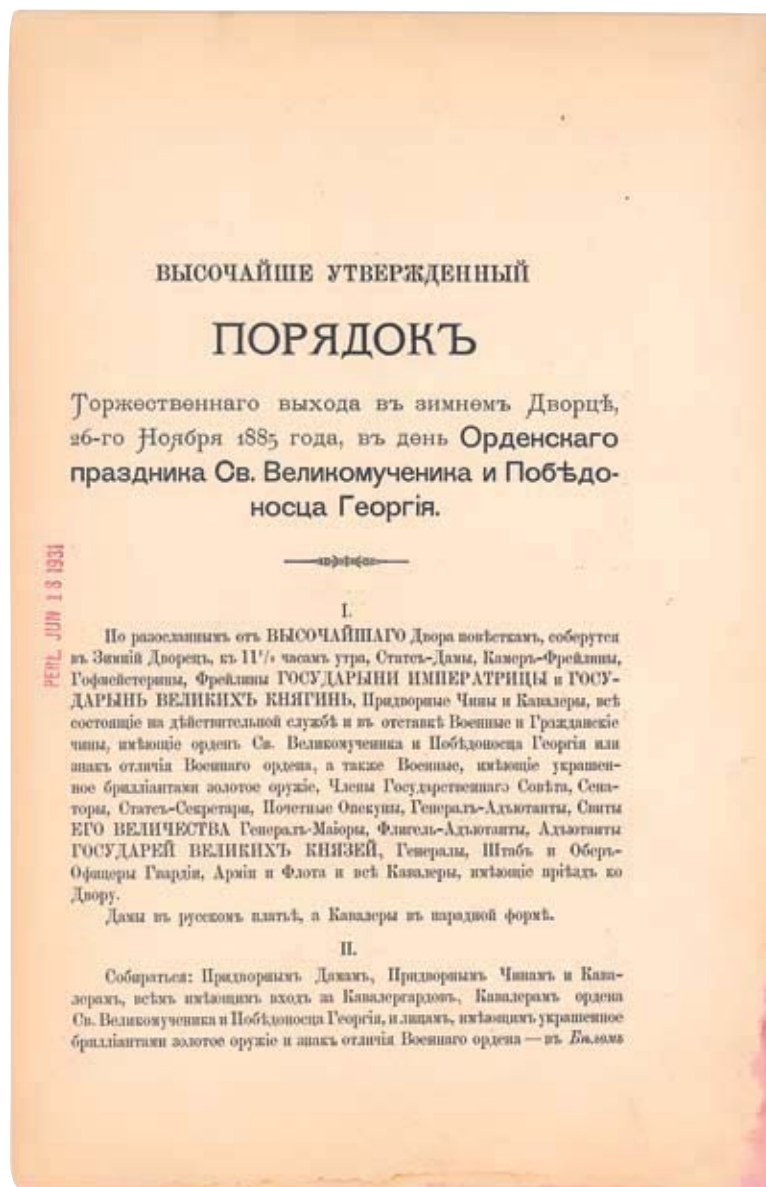 ВЫСОЧАЙШЕ УТВЕРЖДЕННЫЙ
ПОРЯДОКЪ
Торжественнаго выхода въ зимнемъ Дворцѣ,
26-го Ноября 1885 года, въ день Орденскаго
праздника Св. Великомученика и Побѣдо-
носца Георгія.
PERL JUN 18 1931
I.
По разосланнымъ отъ ВЫСОЧАЙШАГО Двора повѣсткамъ, соберутся
въ Зимній Дворецъ, къ 11¹/₂ часамъ утра, Статсъ-Дамы, Камеръ-Фрейлины,
Гофмейстерины, Фрейлины ГОСУДАРЫНИ ИМПЕРАТРИЦЫ и ГОСУ-
ДАРЫНЬ ВЕЛИКИХЪ КНЯГИНЬ, Придворные Чины и Кавалеры, всѣ
состоящіе на дѣйствительной службѣ и въ отставкѣ Военные и Гражданскіе
чины, имѣющіе орденъ Св. Великомученика и Побѣдоносца Георгія или
знакъ отличія Военнаго ордена, а также Военные, имѣющіе украшен-
ное брилліантами золотое оружіе, Члены Государственнаго Совѣта, Сена-
торы, Статсъ-Секретари, Почетные Опекуны, Генералъ-Адъютанты, Свиты
ЕГО ВЕЛИЧЕСТВА Генералъ-Маіоры, Флигель-Адъютанты, Адъютанты
ГОСУДАРЕЙ ВЕЛИКИХЪ КНЯЗЕЙ, Генералы, Штабъ и Оберъ-
Офицеры Гвардіи, Арміи и Флота и всѣ Кавалеры, имѣющіе пріѣздъ ко
Двору.
Дамы въ русскомъ платьѣ, а Кавалеры въ парадной формѣ.
II.
Собираться: Придворнымъ Дамамъ, Придворнымъ Чинамъ и Кава-
лерамъ, всѣмъ имѣющимъ входъ за Кавалергардовъ, Кавалерамъ ордена
Св. Великомученика и Побѣдоносца Георгія, и лицамъ, имѣющимъ украшенное
брилліантами золотое оружіе и знакъ отличія Военнаго ордена — въ Бѣломъ